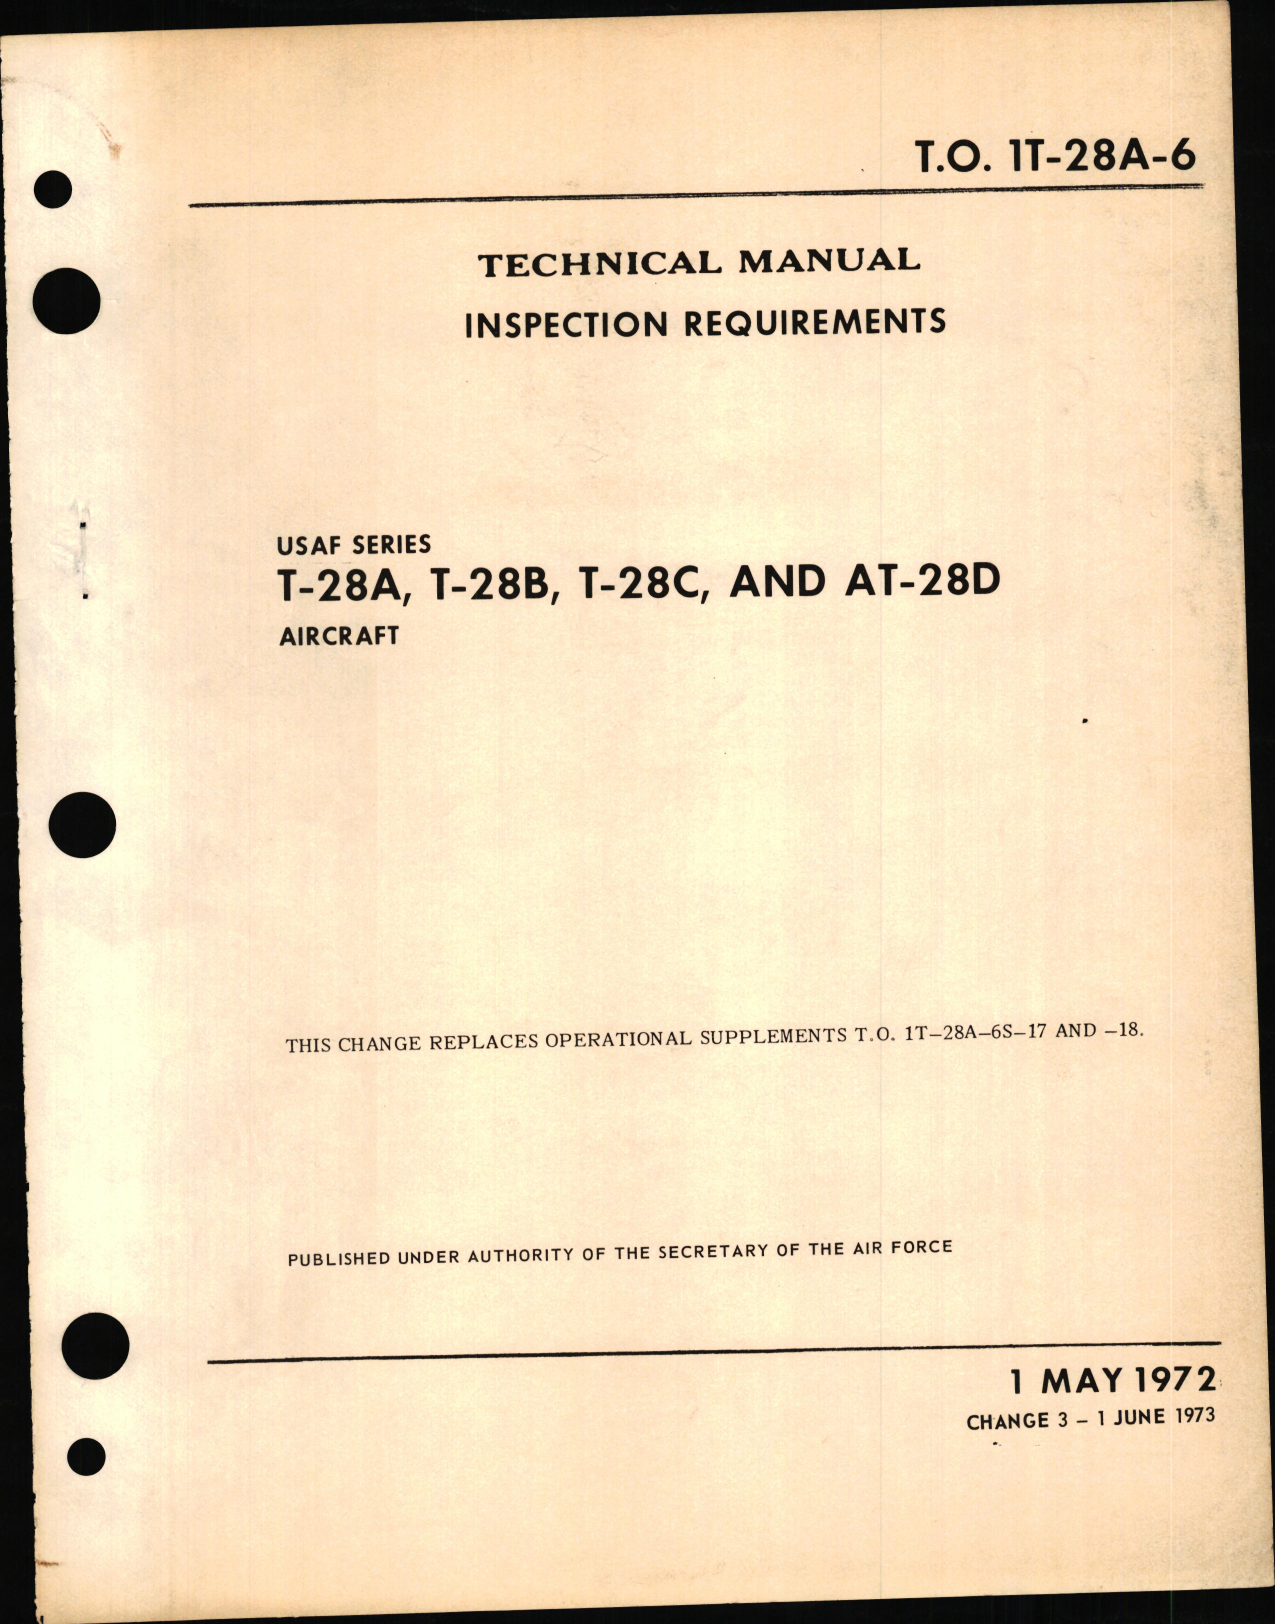 T.O. 1T-28A-6
TECHNICAL MANUAL
INSPECTION REQUIREMENTS
USAF SERIES
T-28A, T-28B, T-28C, AND AT-28D
AIRCRAFT
THIS CHANGE REPLACES OPERATIONAL SUPPLEMENTS T.O. 1T-28A-6S-17 AND -18.
PUBLISHED UNDER AUTHORITY OF THE SECRETARY OF THE AIR FORCE
1 MAY 1972
CHANGE 3 – 1 JUNE 1973